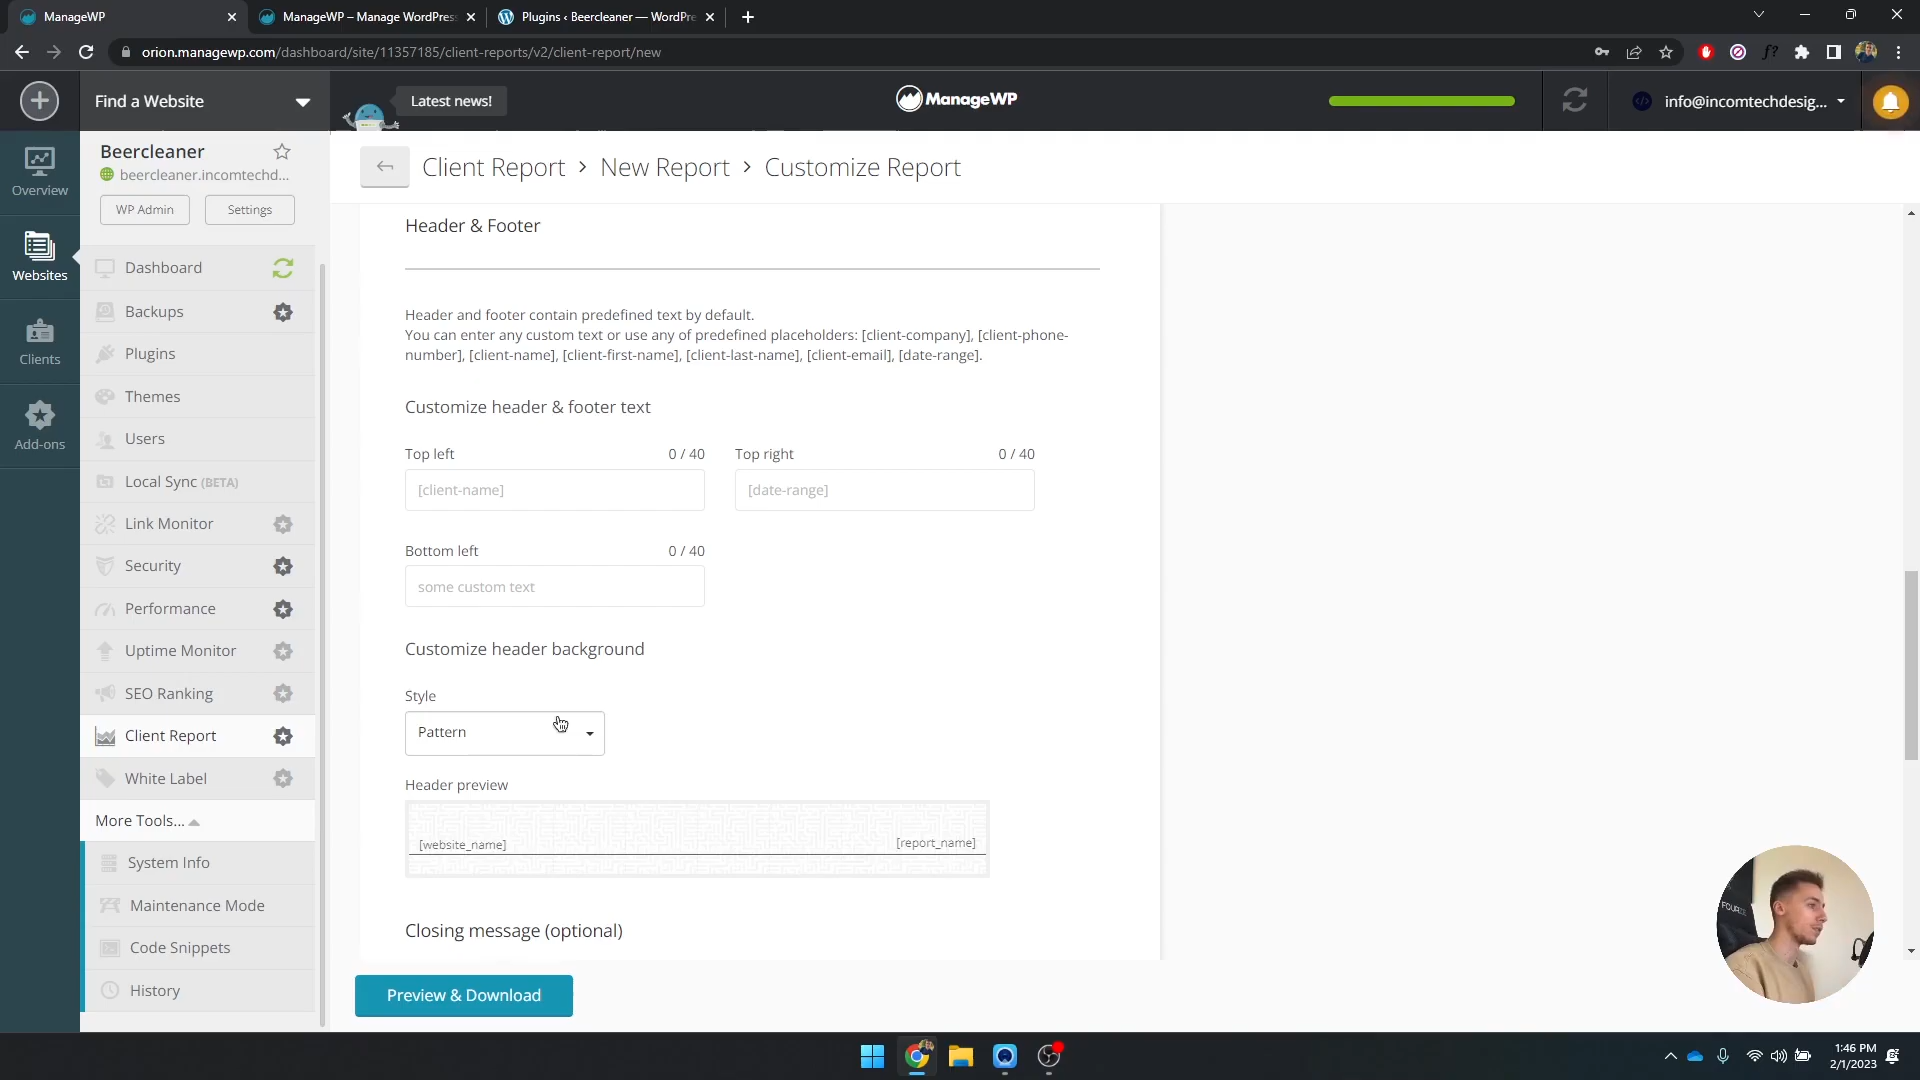 ManageWP
ManageWP – Manage WordPress
Plugins ‹ Beercleaner — WordPre
orion.managewp.com/dashboard/site/11357185/client-reports/v2/client-report/new
Find a Website
Latest news!
ManageWP
info@incomtechdesig...
Overview
Websites
Clients
Add-ons
Beercleaner
beercleaner.incomtechd...
WP Admin
Settings
Dashboard
Backups
Plugins
Themes
Users
Local Sync (BETA)
Link Monitor
Security
Performance
Uptime Monitor
SEO Ranking
Client Report
White Label
More Tools...
System Info
Maintenance Mode
Code Snippets
History
Client Report > New Report > Customize Report
Header & Footer
Header and footer contain predefined text by default.
You can enter any custom text or use any of predefined placeholders: [client-company], [client-phone-
number], [client-name], [client-first-name], [client-last-name], [client-email], [date-range].
Customize header & footer text
Top left 0 / 40
Top right 0 / 40
[client-name]
[date-range]
Bottom left 0 / 40
some custom text
Customize header background
Style
Pattern
Header preview
[website_name]
[report_name]
Closing message (optional)
Preview & Download
f?
1:46 PM
2/1/2023